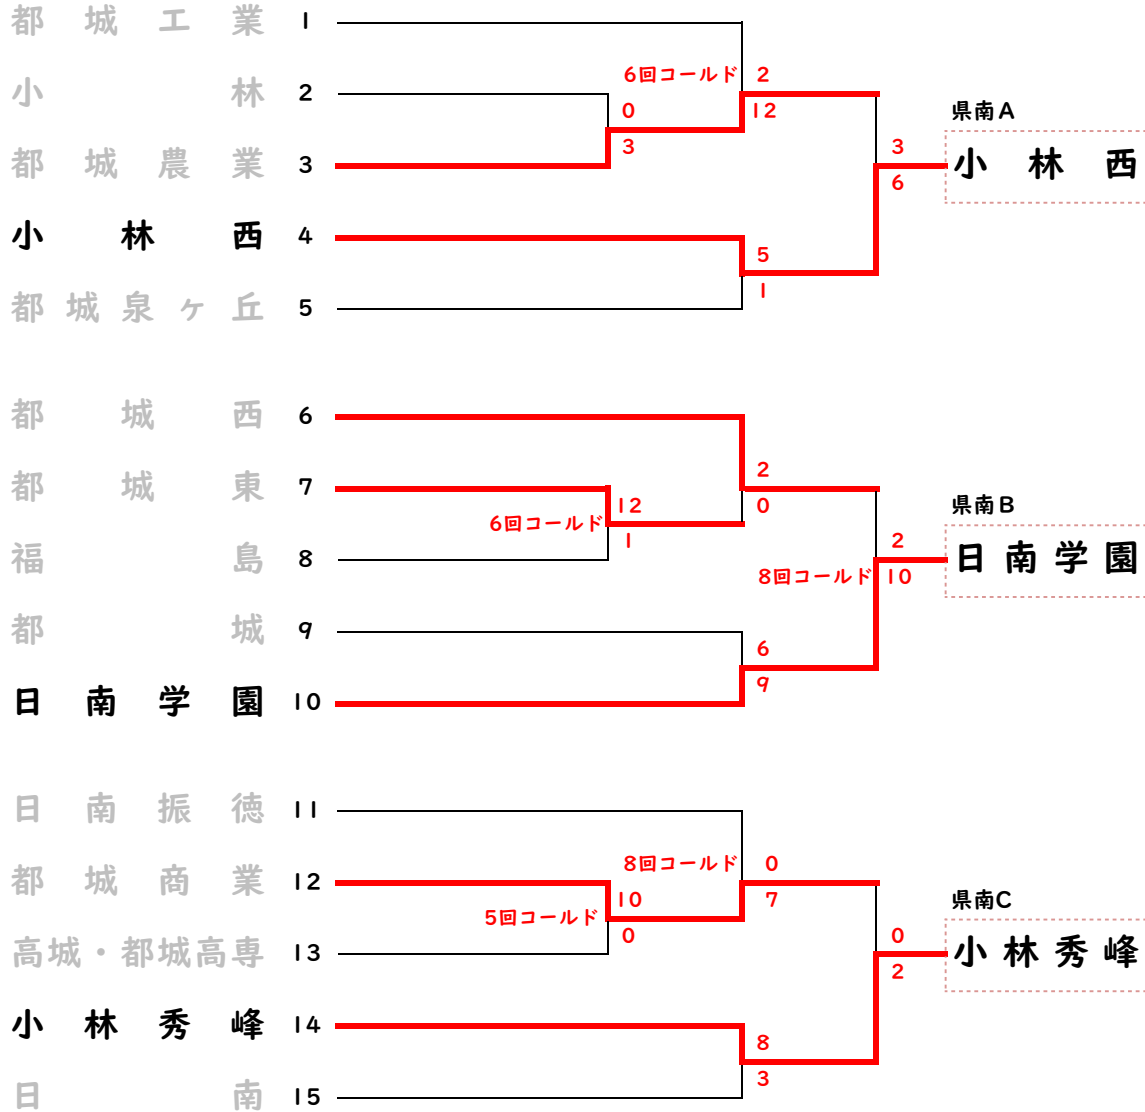 都城工業 1
6回コールド 2
小林 2
0 12
県南A
3
3
都城農業 3
小林西
6
小林西 4
5
1
都城泉ヶ丘 5
都城西 6
2
都城東 7
12 0
県南B
6回コールド
1
2
福島 8
日南学園
8回コールド 10
都城 9
6
9
日南学園 10
日南振徳 11
8回コールド 0
都城商業 12
10 7
県南C
5回コールド
0
0
高城・都城高専 13
小林秀峰
2
小林秀峰 14
8
3
日南 15